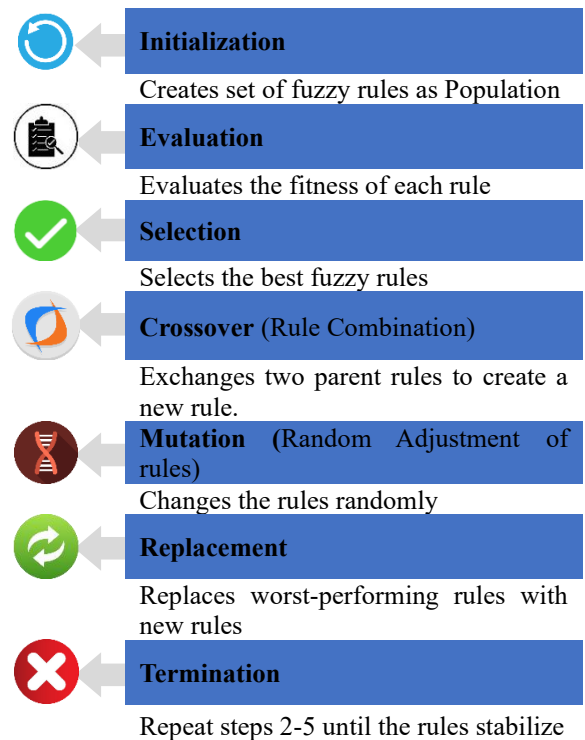 Initialization
Creates set of fuzzy rules as Population
Evaluation
Evaluates the fitness of each rule
Selection
Selects the best fuzzy rules
Crossover (Rule Combination)
Exchanges two parent rules to create a
new rule.
Mutation (Random Adjustment of
rules)
Changes the rules randomly
Replacement
Replaces worst-performing rules with
new rules
Termination
Repeat steps 2-5 until the rules stabilize